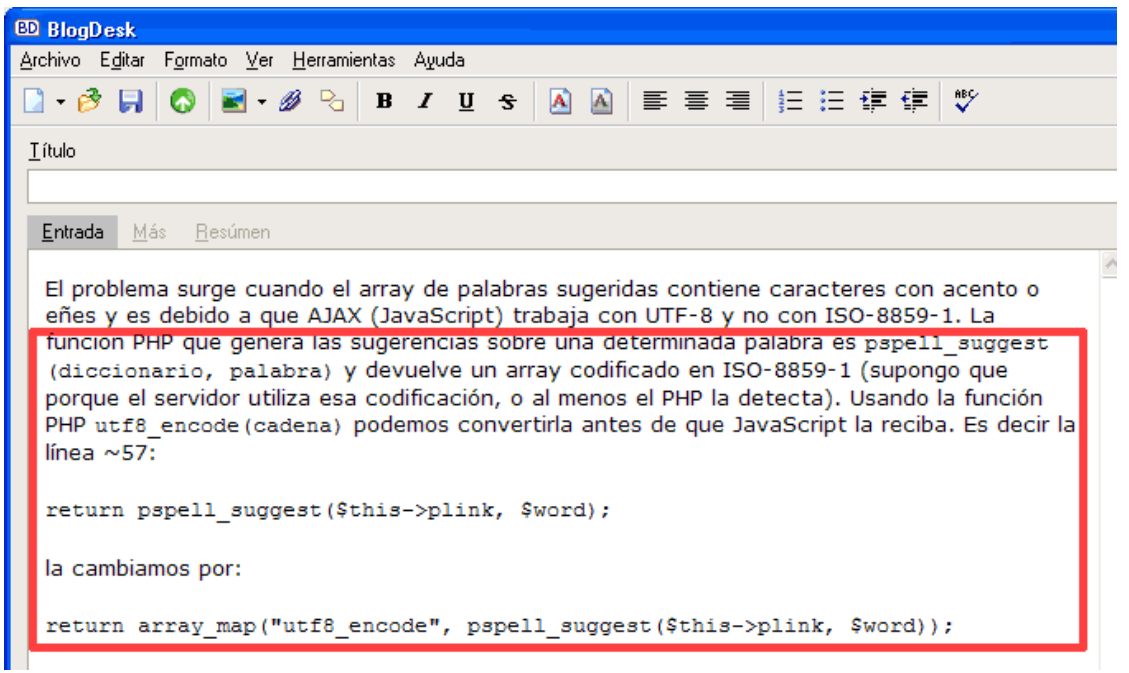 BD BlogDesk
Archivo Editar Formato Ver Herramientas Ayuda
B I U S A A ABC
Título
Entrada Más Resúmen
El problema surge cuando el array de palabras sugeridas contiene caracteres con acento o
eñes y es debido a que AJAX (JavaScript) trabaja con UTF-8 y no con ISO-8859-1. La
función PHP que genera las sugerencias sobre una determinada palabra es pspell_suggest
(diccionario, palabra) y devuelve un array codificado en ISO-8859-1 (supongo que
porque el servidor utiliza esa codificación, o al menos el PHP la detecta). Usando la función
PHP utf8_encode(cadena) podemos convertirla antes de que JavaScript la reciba. Es decir la
línea ~57:
return pspell_suggest($this->plink, $word);
la cambiamos por:
return array_map("utf8_encode", pspell_suggest($this->plink, $word));